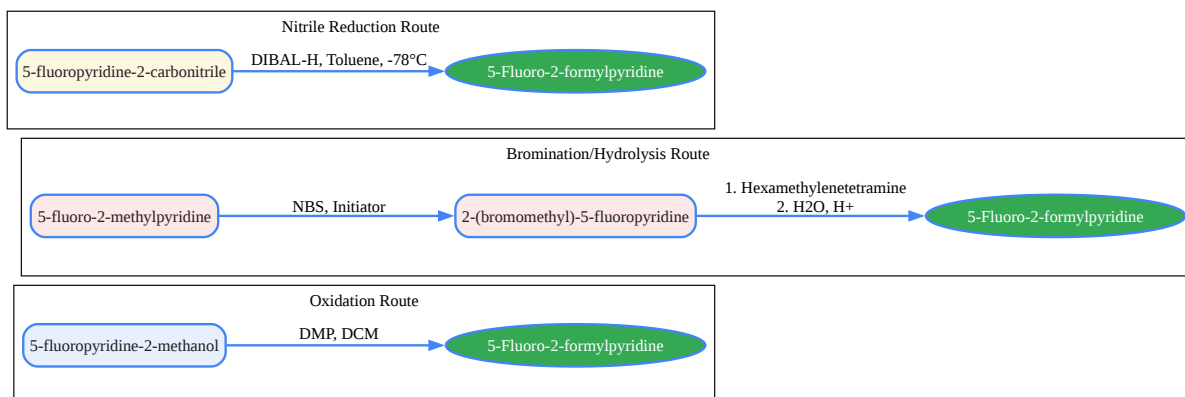 Nitrile Reduction Route
5-fluoropyridine-2-carbonitrile
DIBAL-H, Toluene, -78°C
5-Fluoro-2-formylpyridine
Bromination/Hydrolysis Route
5-fluoro-2-methylpyridine
NBS, Initiator
2-(bromomethyl)-5-fluoropyridine
1. Hexamethylenetetramine
2. H2O, H+
5-Fluoro-2-formylpyridine
Oxidation Route
5-fluoropyridine-2-methanol
DMP, DCM
5-Fluoro-2-formylpyridine